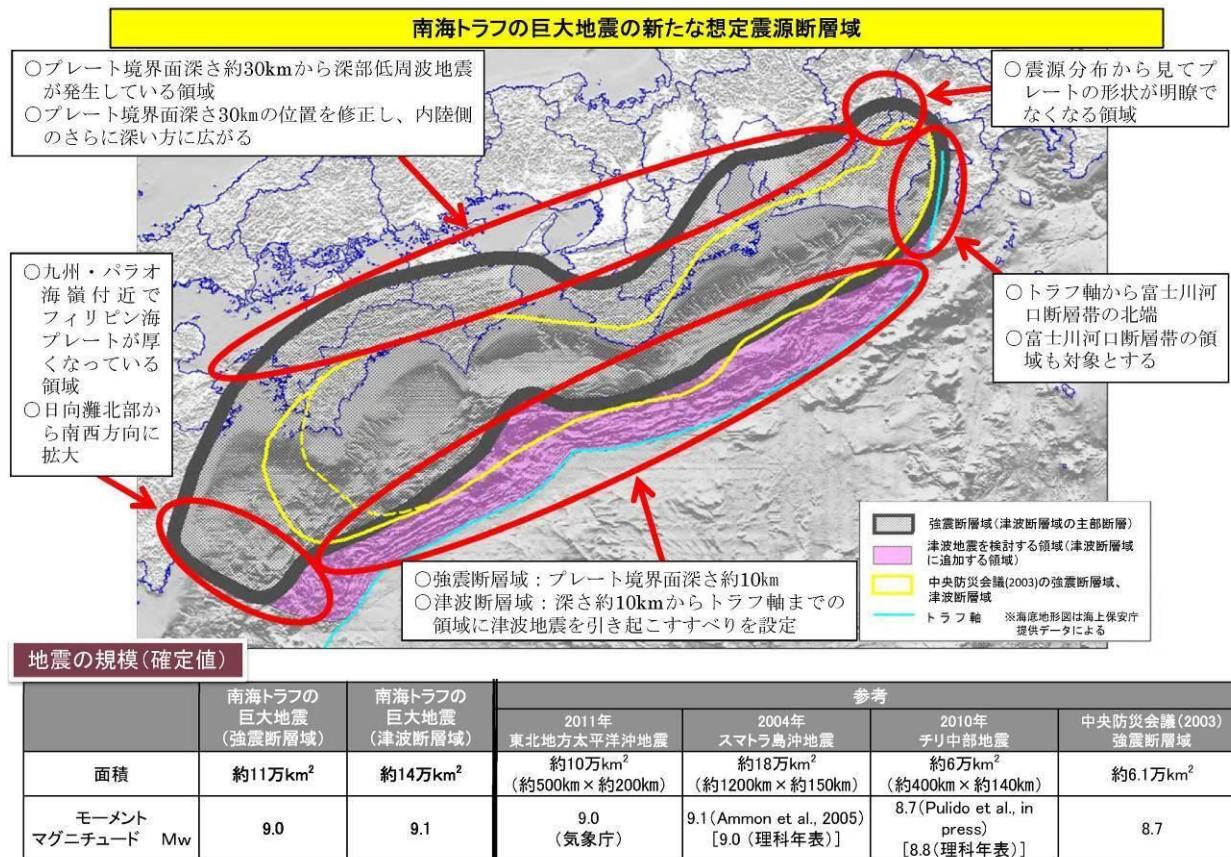 南海トラフの巨大地震の新たな想定震源断層域
○プレート境界面深さ約30kmから深部低周波地震
が発生している領域
○プレート境界面深さ30kmの位置を修正し、内陸側
のさらに深い方に広がる
○震源分布から見てプ
レートの形状が明瞭で
なくなる領域
○九州・パラオ
海嶺付近で
フィリピン海
プレートが厚
くなっている
領域
○日向灘北部か
ら南西方向に
拡大
○トラフ軸から富士川河
口断層帯の北端
○富士川河口断層帯の領
域も対象とする
○強震断層域：プレート境界面深さ約10km
○津波断層域：深さ約10kmからトラフ軸までの
領域に津波地震を引き起こすすべりを設定
強震断層域(津波断層域の主部断層)
津波地震を検討する領域(津波断層域
に追加する領域)
中央防災会議(2003)の強震断層域、
津波断層域
トラフ軸 ※海底地形図は海上保安庁
提供データによる
地震の規模(確定値)
南海トラフの
巨大地震
(強震断層域)
南海トラフの
巨大地震
(津波断層域)
参考
2011年
東北地方太平洋沖地震
2004年
スマトラ島沖地震
2010年
チリ中部地震
中央防災会議(2003)
強震断層域
面積
約11万km²
約14万km²
約10万km²
(約500km×約200km)
約18万km²
(約1200km×約150km)
約6万km²
(約400km×約140km)
約6.1万km²
モーメント
マグニチュード Mw
9.0
9.1
9.0
(気象庁)
9.1(Ammon et al., 2005)
[9.0 (理科年表)]
8.7(Pulido et al., in
press)
[8.8(理科年表)]
8.7